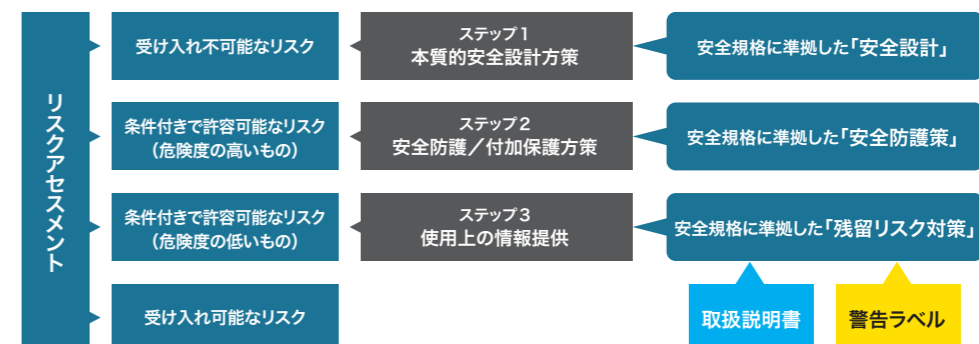 リスクアセスメント
受け入れ不可能なリスク
ステップ1
本質的安全設計方策
安全規格に準拠した「安全設計」
条件付きで許容可能なリスク
（危険度の高いもの）
ステップ2
安全防護／付加保護方策
安全規格に準拠した「安全防護策」
条件付きで許容可能なリスク
（危険度の低いもの）
ステップ3
使用上の情報提供
安全規格に準拠した「残留リスク対策」
受け入れ可能なリスク
取扱説明書
警告ラベル